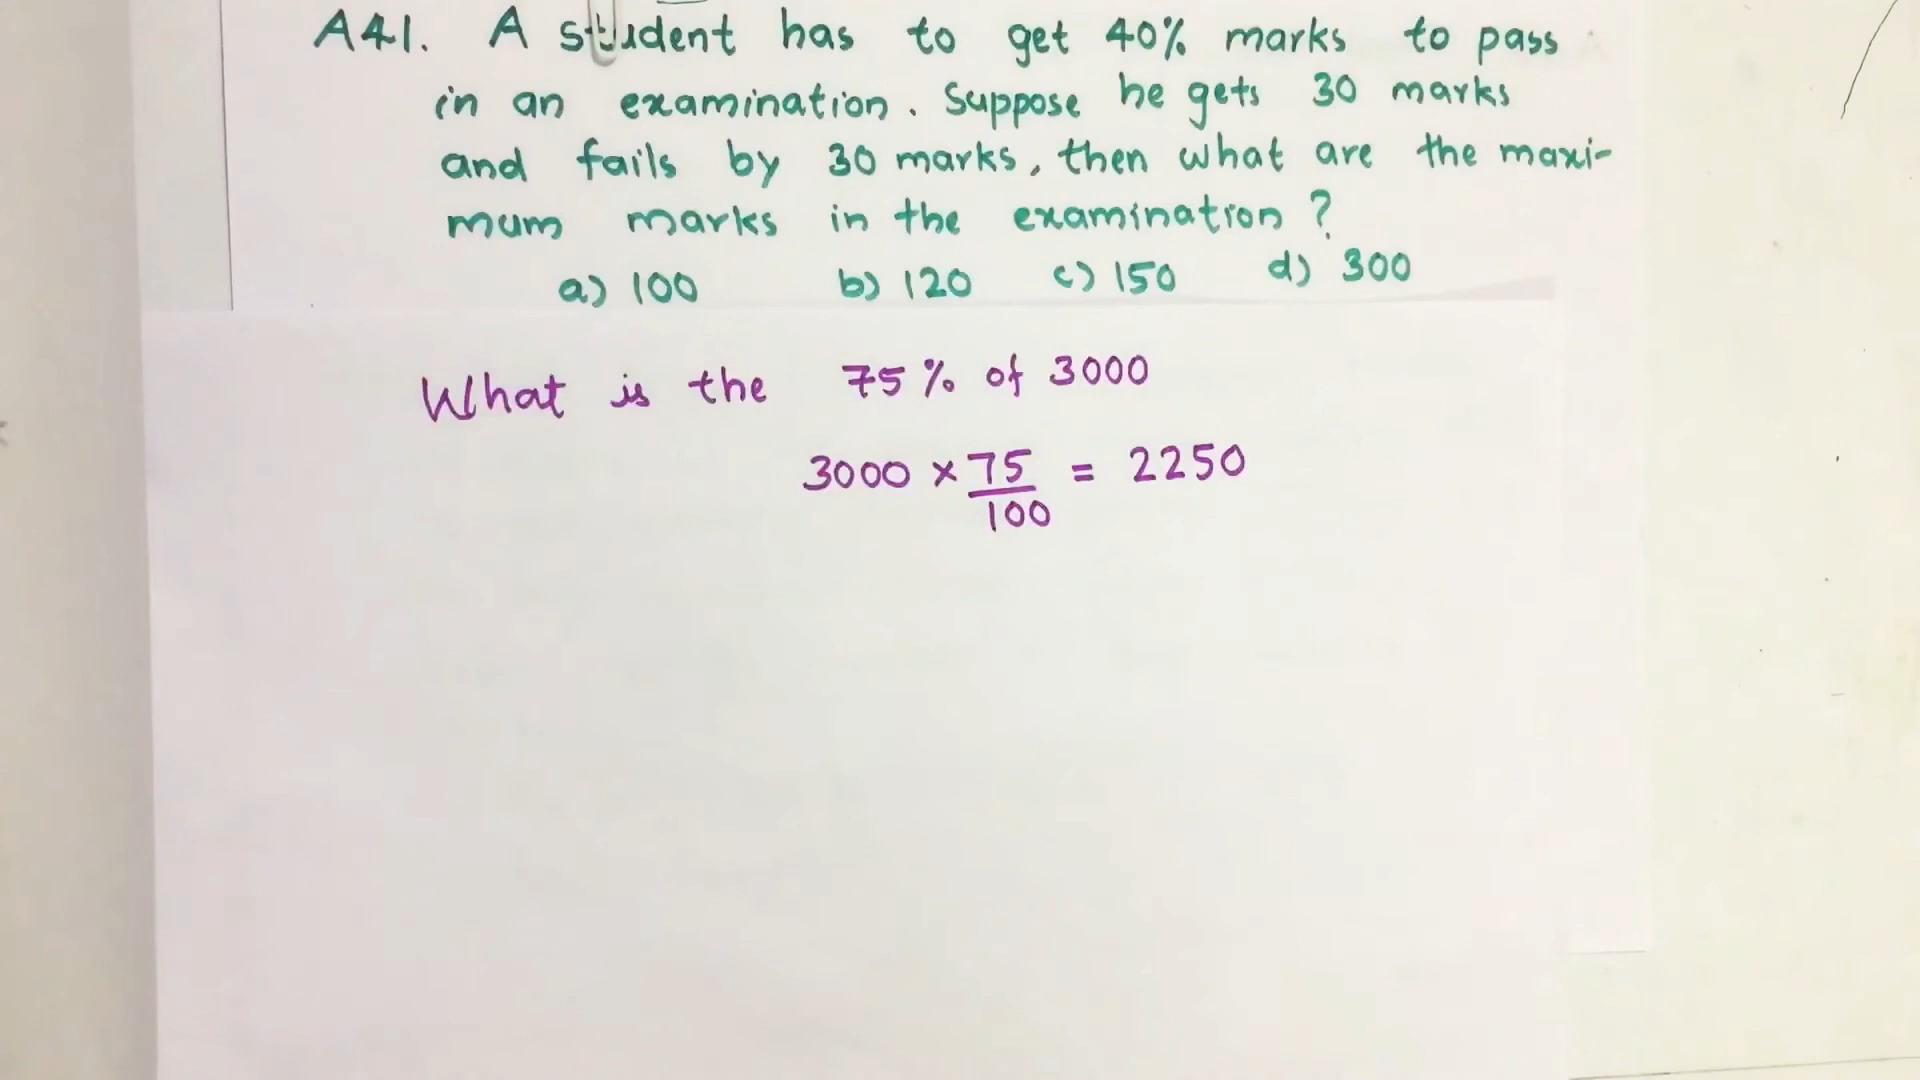 A41. A student has to get 40% marks to pass
in an examination. Suppose he gets 30 marks
and fails by 30 marks, then what are the maxi-
mum marks in the examination ?
a) 100 b) 120 c) 150 d) 300
What is the 75% of 3000
3000 × 75/100 = 2250